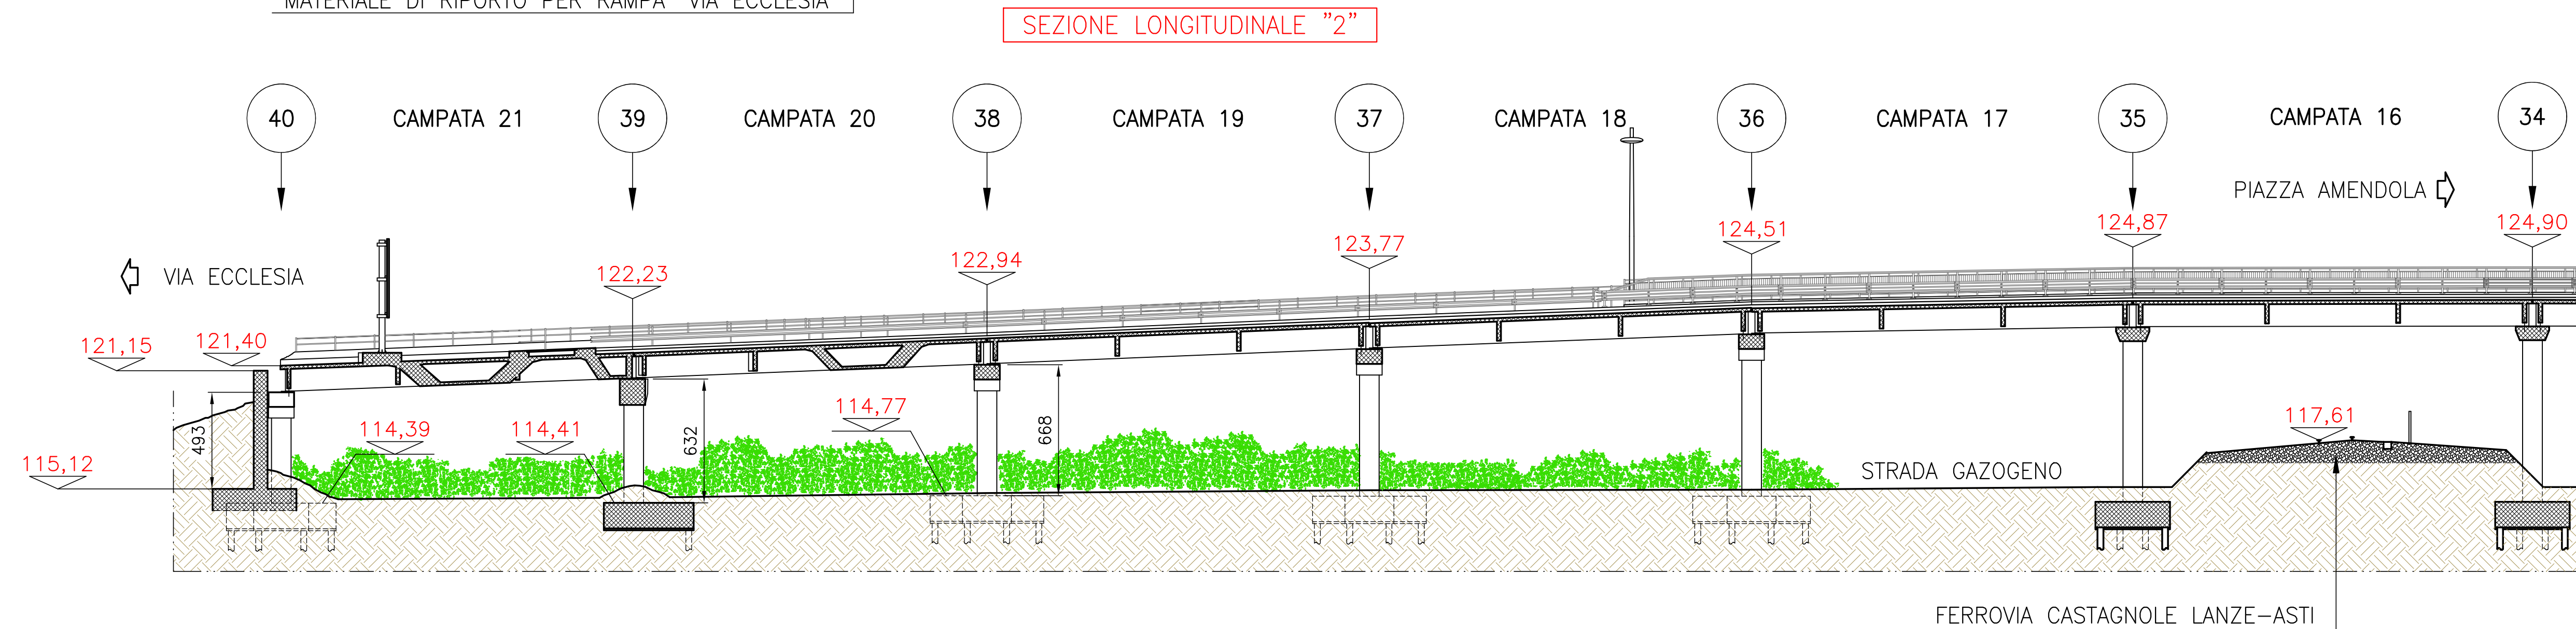 MATERIALE DI RIPORTO PER RAMPA "VIA ECCLESIA"
SEZIONE LONGITUDINALE "2"
40 CAMPATA 21 39 CAMPATA 20 38 CAMPATA 19 37 CAMPATA 18 36 CAMPATA 17 35 CAMPATA 16 34
PIAZZA AMENDOLA
124,51 124,87 124,90
123,77
122,94
122,23
VIA ECCLESIA
121,15 121,40
114,77
114,39 114,41
117,61
493 632 668
115,12
STRADA GAZOGENO
FERROVIA CASTAGNOLE LANZE-ASTI